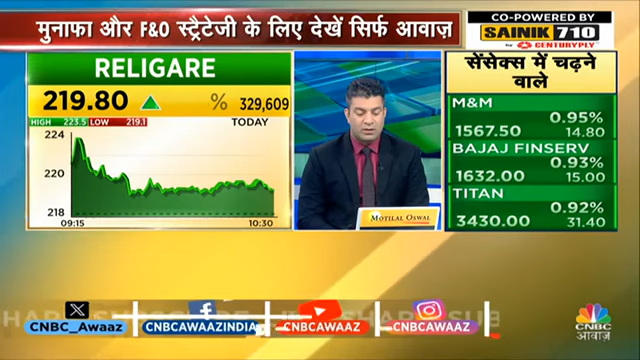 मुनाफा और F&O स्ट्रैटेजी के लिए देखें सिर्फ आवाज़
CO-POWERED BY
SAINIK 710
by CENTURYPLY
RELIGARE
219.80 % 329,609
HIGH 223.5 LOW 219.1 TODAY
224
220
218
09:15 10:30
MOTILAL OSWAL
सेंसेक्स में चढ़ने
वाले
M&M 0.95%
1567.50 14.80
BAJAJ FINSERV 0.93%
1632.00 15.00
TITAN 0.92%
3430.00 31.40
CNBC_Awaaz
CNBCAWAAZINDIA
CNBCAWAAZ
CNBCAWAAZ
CNBC
आवाज़